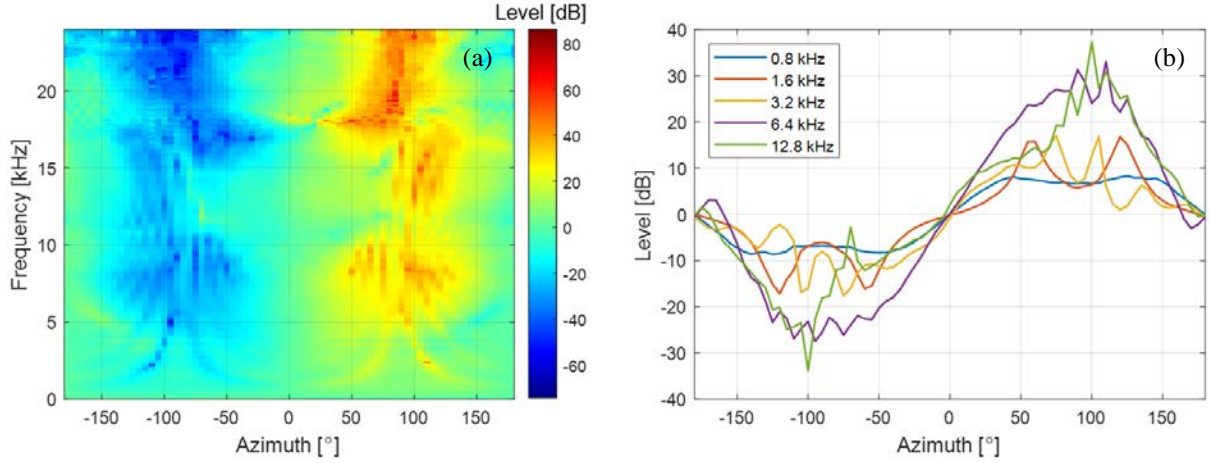 Level [dB]
(a)
80
60
40
20
0
-20
-40
-60
Frequency [kHz]
20
15
10
5
0
-150 -100 -50 0 50 100 150
Azimuth [°]
(b)
0.8 kHz
1.6 kHz
3.2 kHz
6.4 kHz
12.8 kHz
Level [dB]
40
30
20
10
0
-10
-20
-30
-40
-150 -100 -50 0 50 100 150
Azimuth [°]